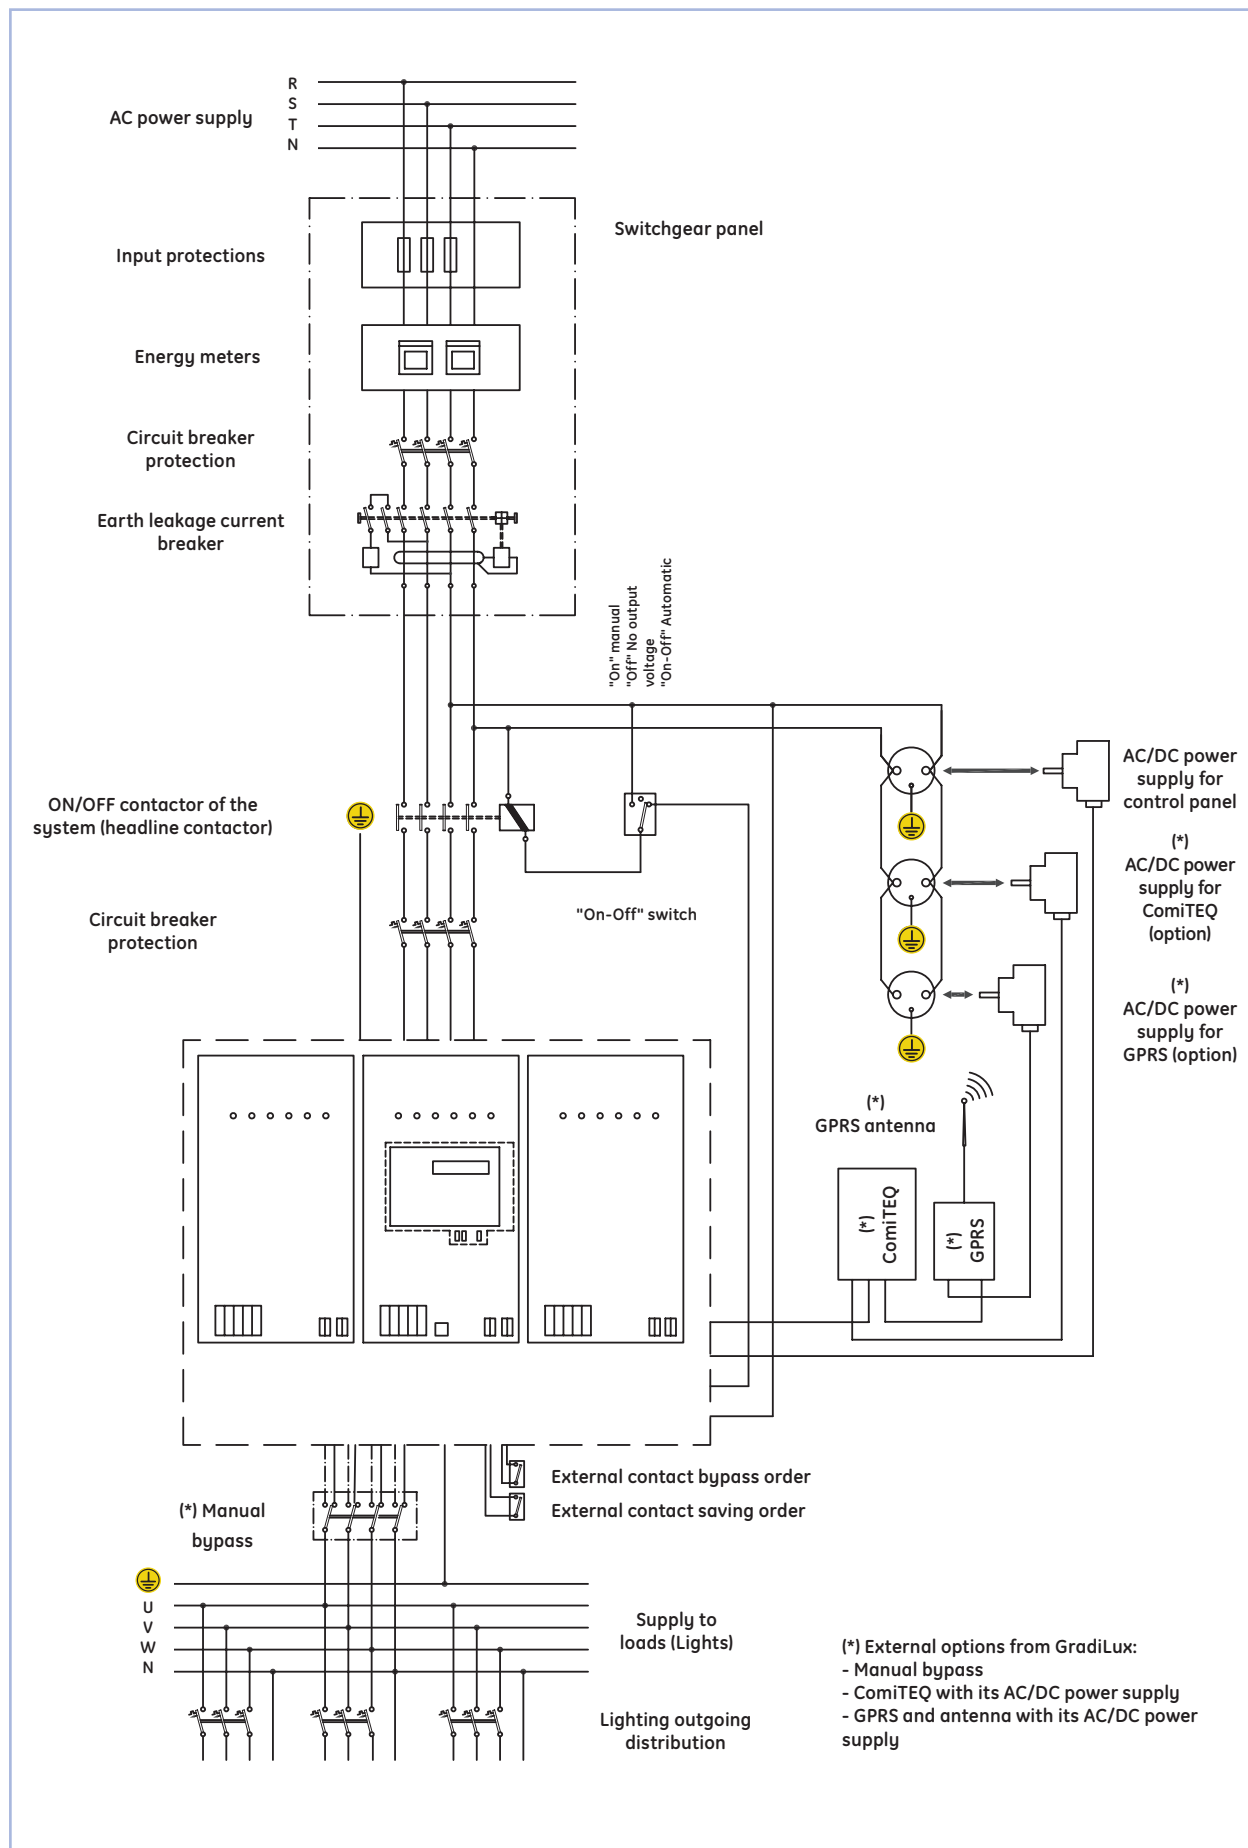 R
S
AC power supply
T
N
Switchgear panel
Input protections
Energy meters
Circuit breaker
protection
Earth leakage current
breaker
"On" manual
"Off" No output
voltage
"On-Off" Automatic
AC/DC power
supply for
control panel
ON/OFF contactor of the
system (headline contactor)
(*)
AC/DC power
supply for
ComiTEQ
(option)
"On-Off" switch
Circuit breaker
protection
(*)
AC/DC power
supply for
GPRS (option)
(*)
GPRS antenna
(*)
ComiTEQ
(*)
GPRS
External contact bypass order
External contact saving order
(*) Manual
bypass
U
V
W
N
Supply to
loads (Lights)
Lighting outgoing
distribution
(*) External options from GradiLux:
- Manual bypass
- ComiTEQ with its AC/DC power supply
- GPRS and antenna with its AC/DC power
supply